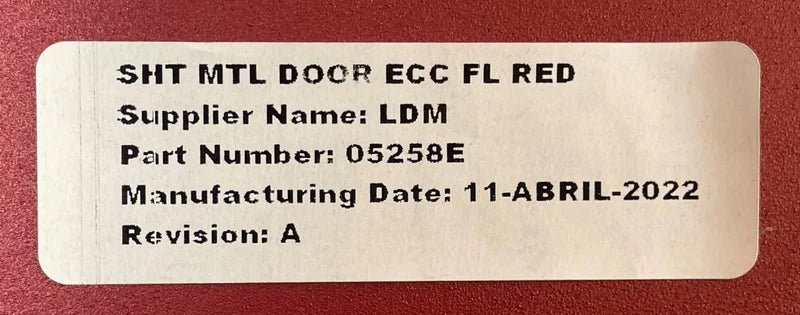 SHT MTL DOOR ECC FL RED
Supplier Name: LDM
Part Number: 05258E
Manufacturing Date: 11-ABRIL-2022
Revision: A